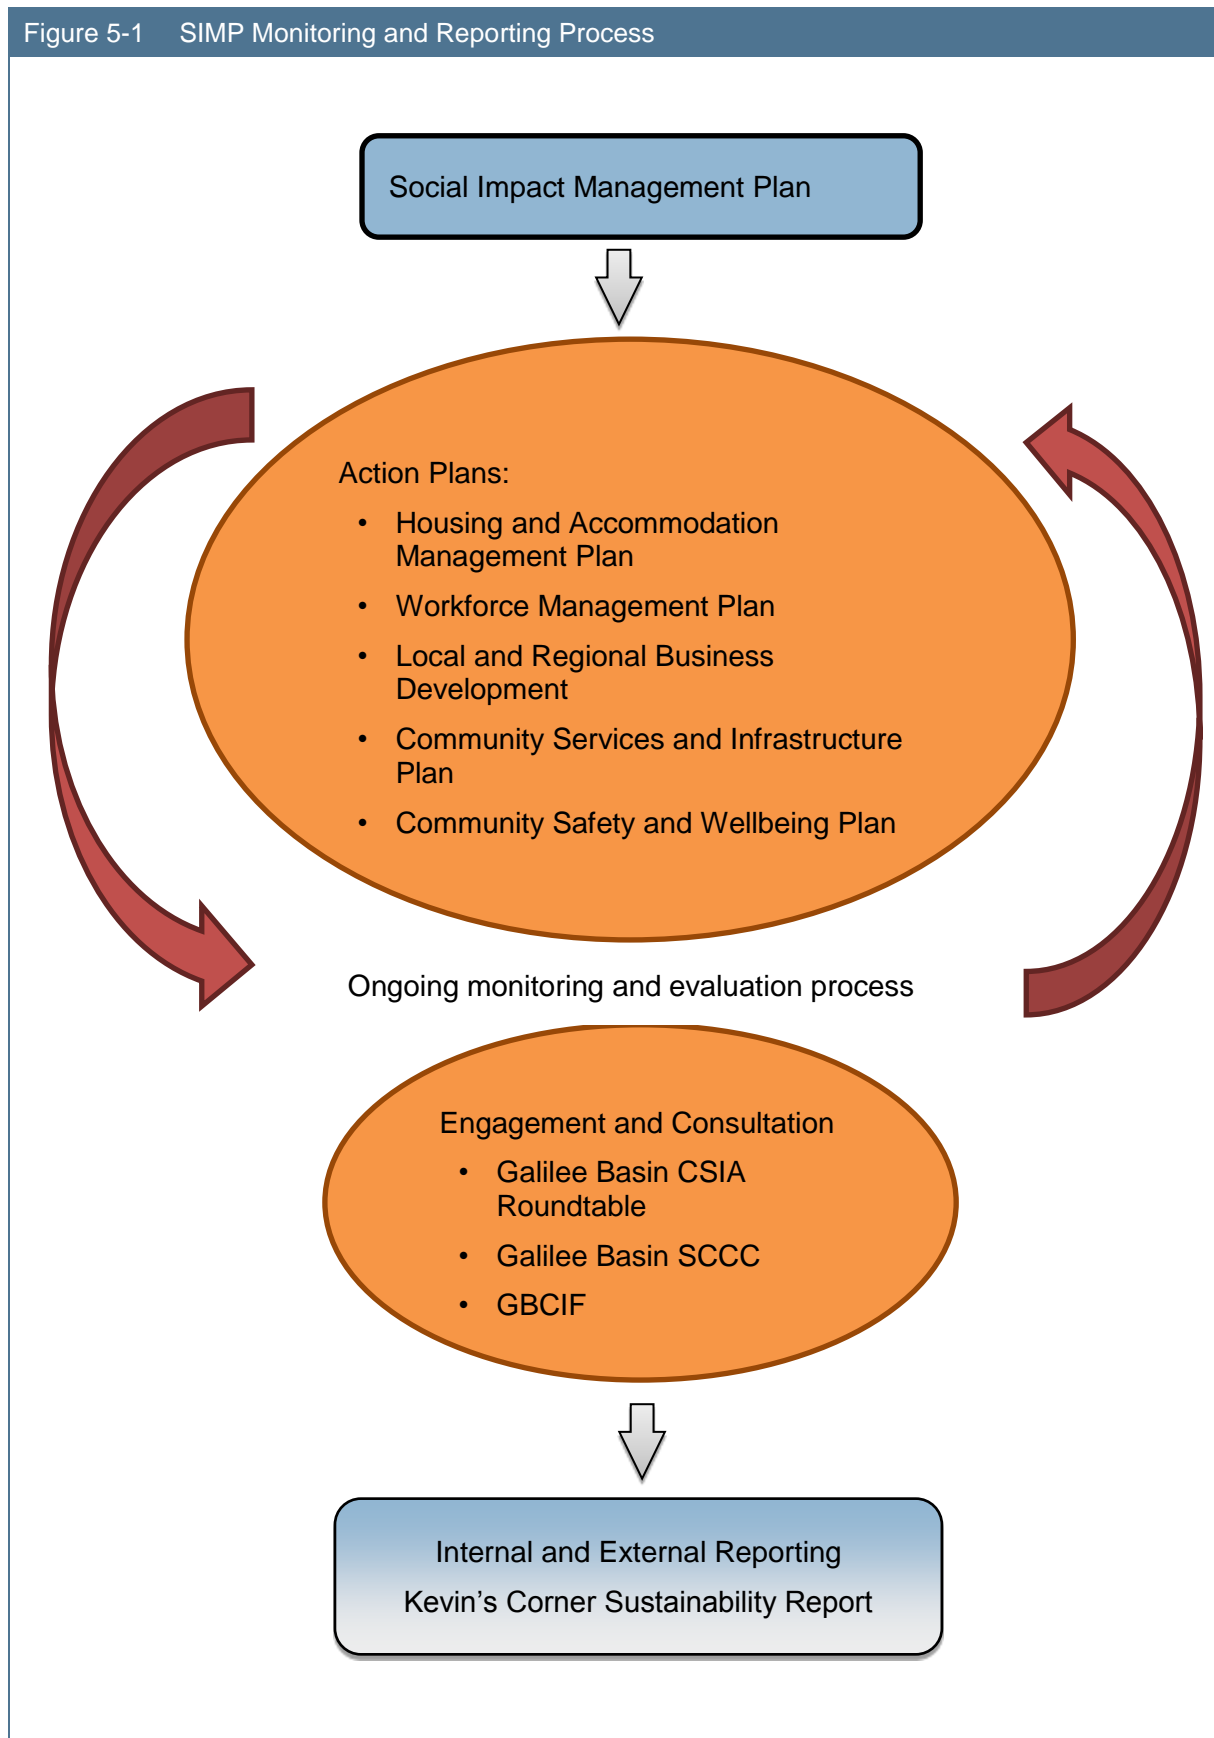 Figure 5-1 SIMP Monitoring and Reporting Process
Social Impact Management Plan
Action Plans:
• Housing and Accommodation
Management Plan
• Workforce Management Plan
• Local and Regional Business
Development
• Community Services and Infrastructure
Plan
• Community Safety and Wellbeing Plan
Ongoing monitoring and evaluation process
Engagement and Consultation
• Galilee Basin CSIA
Roundtable
• Galilee Basin SCCC
• GBCIF
Internal and External Reporting
Kevin’s Corner Sustainability Report